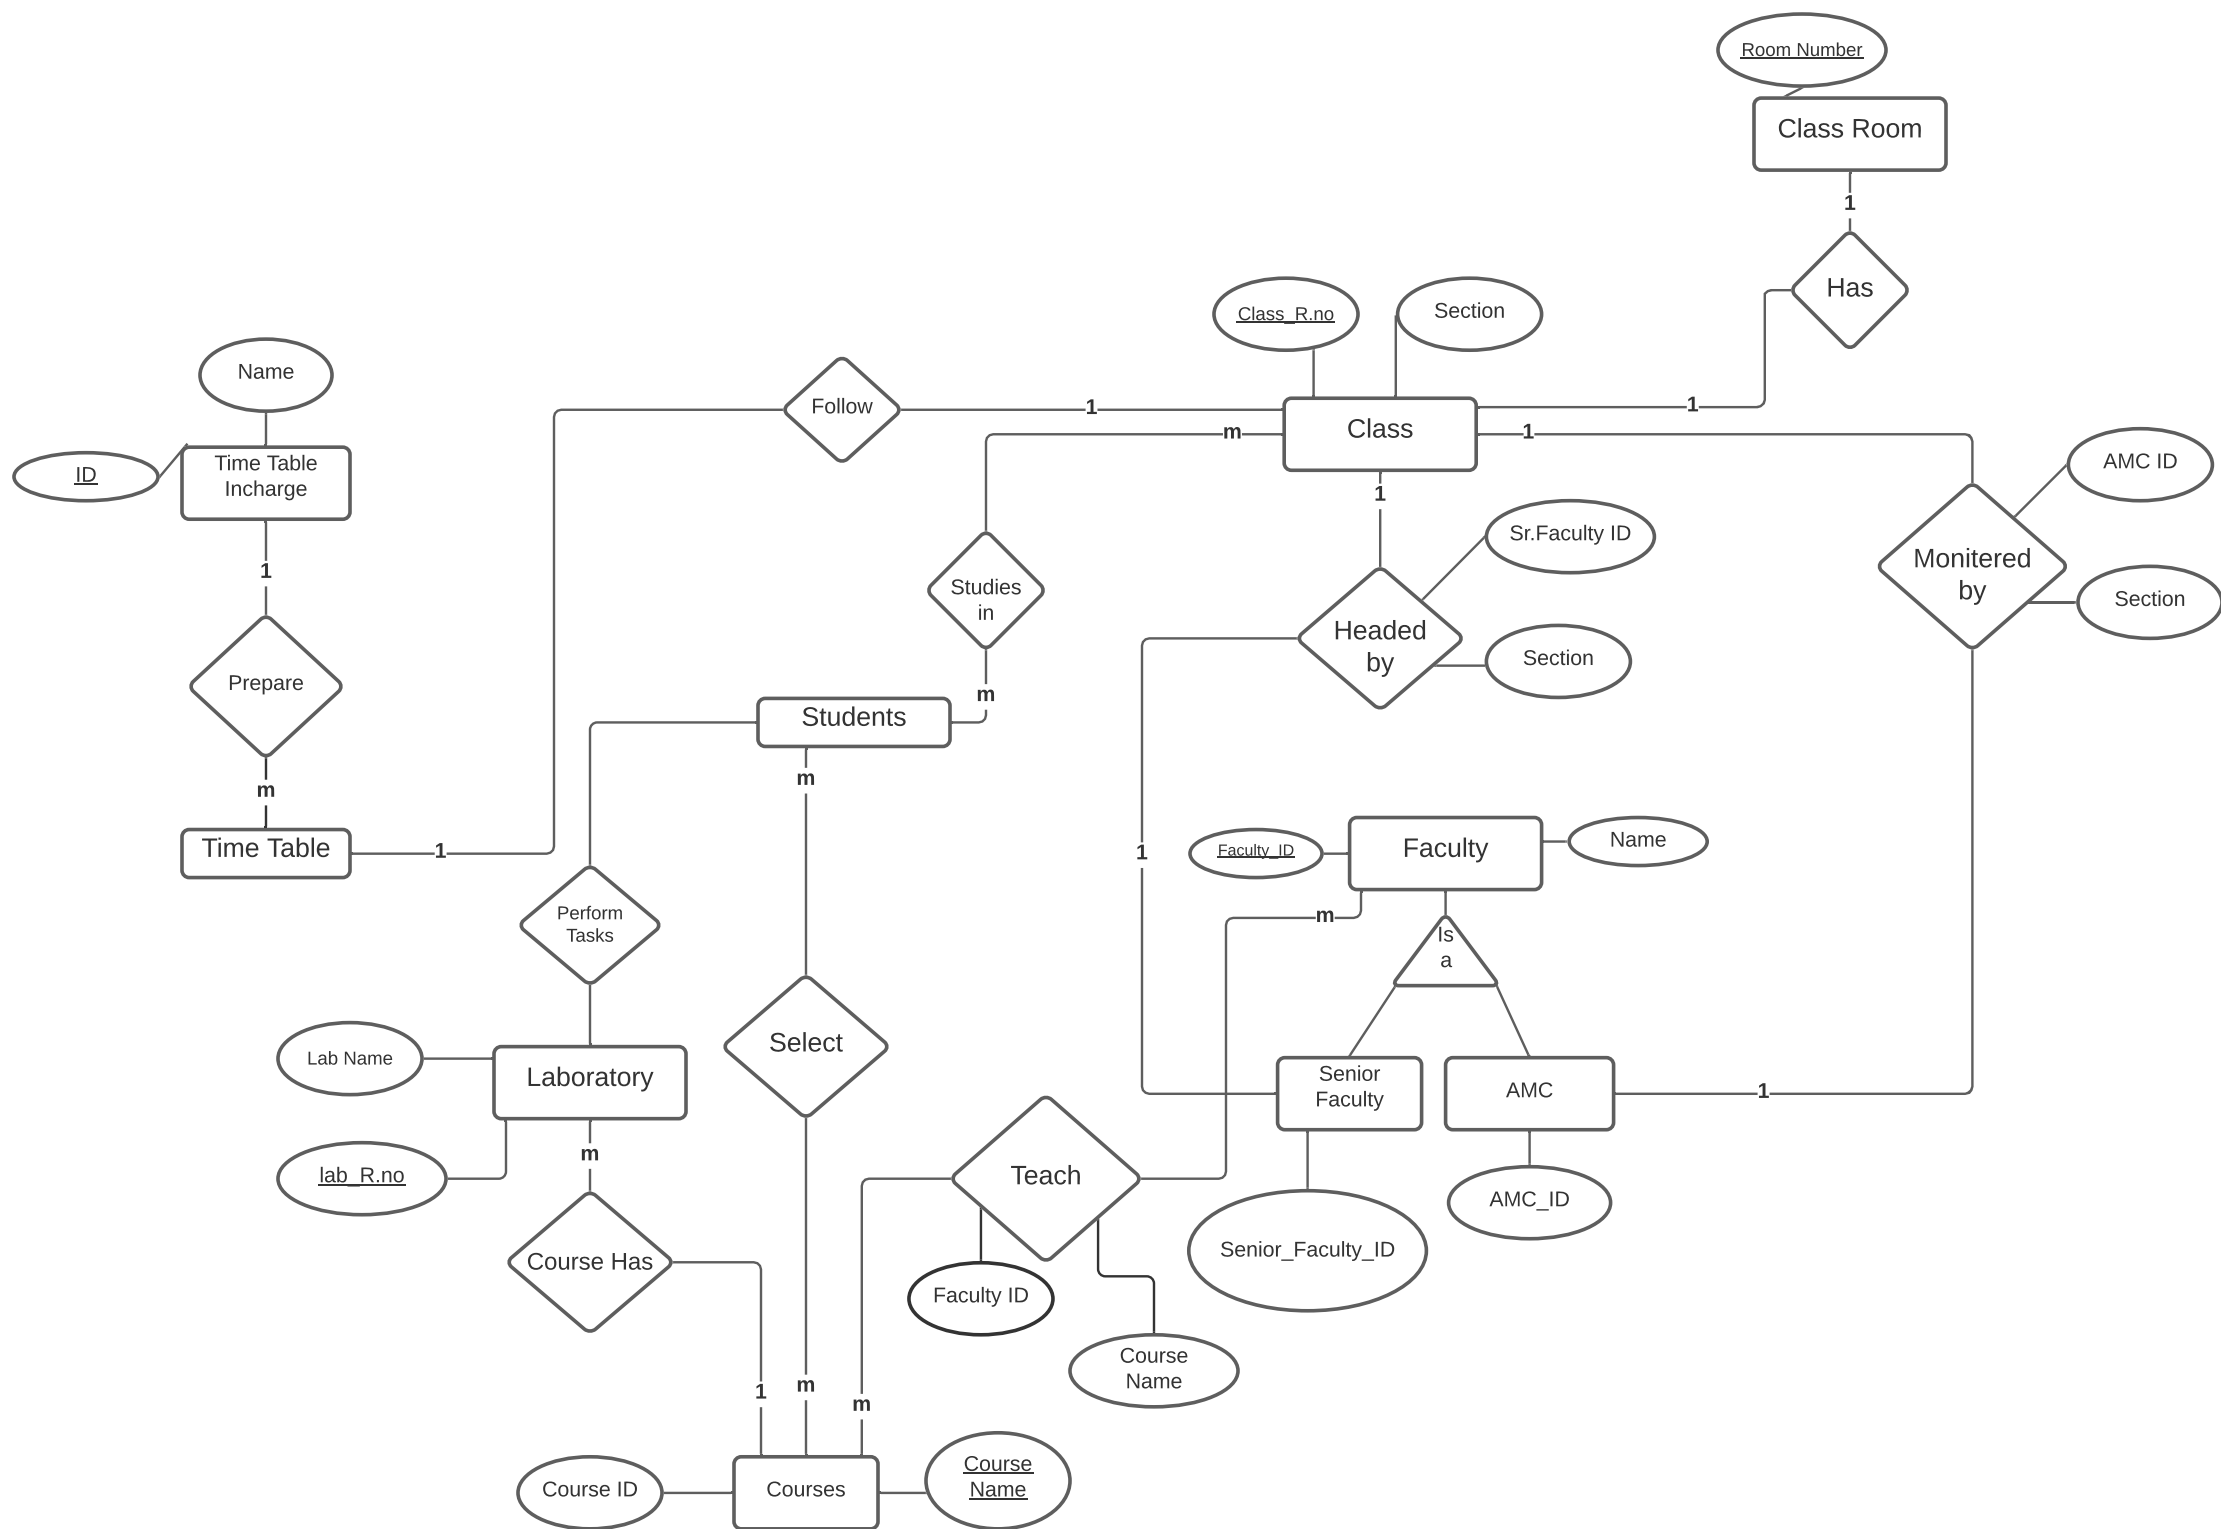 Room Number
Class Room
1
Has
Class_R.no
Section
Name
Follow
1
1
Class
m
1
ID
Time Table
Incharge
AMC ID
1
Sr.Faculty ID
Monitered
by
1
Studies
in
Section
Headed
by
Section
Prepare
m
Students
m
m
Time Table
1
1
Faculty_ID
Faculty
Name
Perform
Tasks
m
Is
a
Select
Lab Name
Laboratory
Senior
Faculty
AMC
1
m
lab_R.no
Teach
AMC_ID
Senior_Faculty_ID
Course Has
Faculty ID
Course
Name
1
m
m
Course ID
Courses
Course
Name